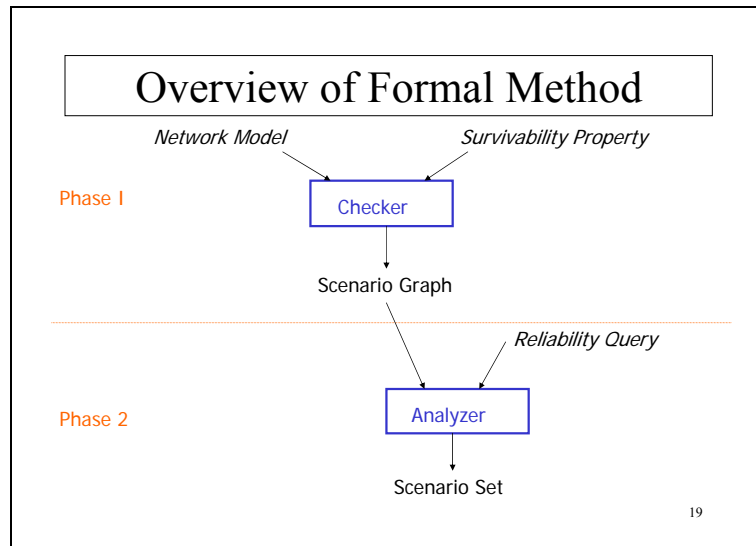 Overview of Formal Method
Network Model
Survivability Property
Phase I
Checker
Scenario Graph
Reliability Query
Phase 2
Analyzer
Scenario Set
19